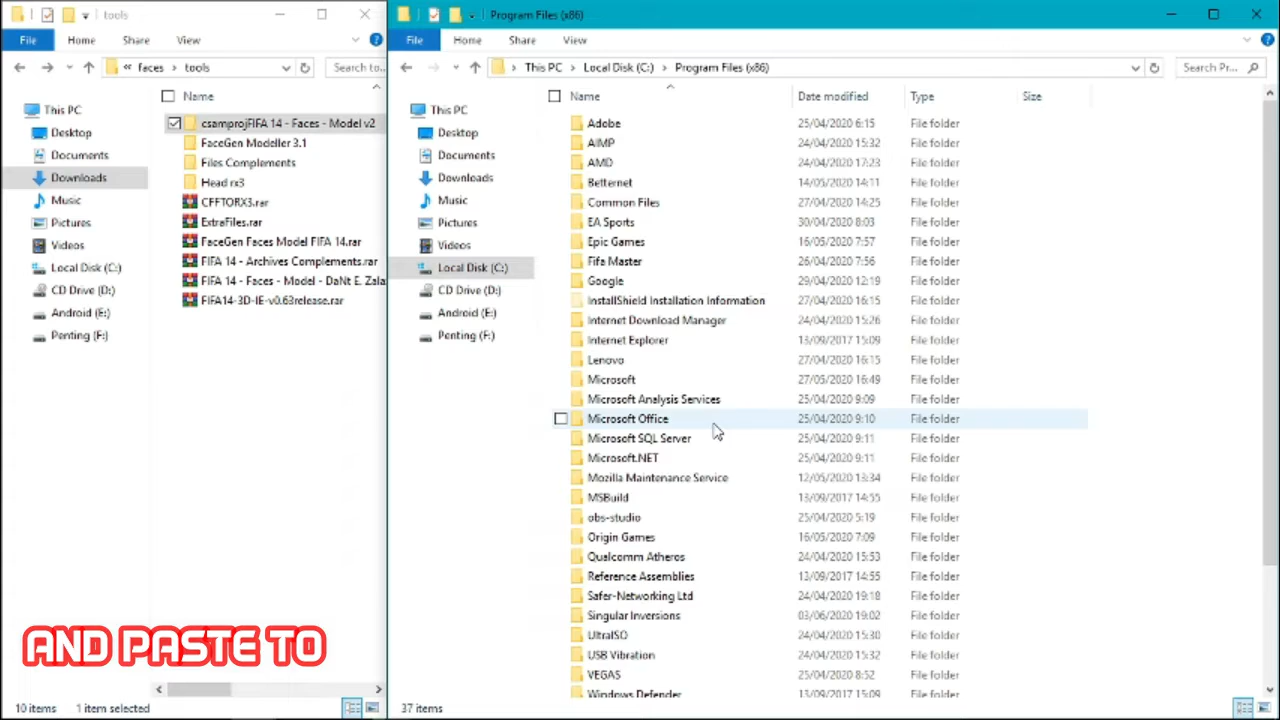 tools
File Home Share View
« faces › tools
Search to...
This PC
Desktop
Documents
Downloads
Music
Pictures
Videos
Local Disk (C:)
CD Drive (D:)
Android (E:)
Penting (F:)
Name
csamprojFIFA 14 - Faces - Model v2
FaceGen Modeller 3.1
Files Complements
Head rx3
CFFTORX3.rar
ExtraFiles.rar
FaceGen Faces Model FIFA 14.rar
FIFA 14 - Archives Complements.rar
FIFA 14 - Faces - Model - DaNt E. Zala
FIFA14-3D-IE-v0.63release.rar
AND PASTE TO
10 items 1 item selected
Program Files (x86)
File Home Share View
› This PC › Local Disk (C:) › Program Files (x86)
Search Pr...
This PC
Desktop
Documents
Downloads
Music
Pictures
Videos
Local Disk (C:)
CD Drive (D:)
Android (E:)
Penting (F:)
Name Date modified Type Size
Adobe 25/04/2020 6:15 File folder
AIMP 24/04/2020 15:32 File folder
AMD 24/04/2020 17:23 File folder
Betternet 14/05/2020 14:11 File folder
Common Files 27/04/2020 14:25 File folder
EA Sports 30/04/2020 8:03 File folder
Epic Games 16/05/2020 7:57 File folder
Fifa Master 26/04/2020 7:56 File folder
Google 29/04/2020 12:19 File folder
InstallShield Installation Information 27/04/2020 16:15 File folder
Internet Download Manager 24/04/2020 15:26 File folder
Internet Explorer 13/09/2017 15:09 File folder
Lenovo 27/04/2020 16:15 File folder
Microsoft 27/05/2020 16:49 File folder
Microsoft Analysis Services 25/04/2020 9:09 File folder
Microsoft Office 25/04/2020 9:10 File folder
Microsoft SQL Server 25/04/2020 9:11 File folder
Microsoft.NET 25/04/2020 9:11 File folder
Mozilla Maintenance Service 12/05/2020 13:34 File folder
MSBuild 13/09/2017 14:55 File folder
obs-studio 25/04/2020 5:19 File folder
Origin Games 16/05/2020 7:09 File folder
Qualcomm Atheros 24/04/2020 15:53 File folder
Reference Assemblies 13/09/2017 14:55 File folder
Safer-Networking Ltd 24/04/2020 19:18 File folder
Singular Inversions 03/06/2020 19:02 File folder
UltraISO 24/04/2020 15:30 File folder
USB Vibration 24/04/2020 15:32 File folder
VEGAS 25/04/2020 8:52 File folder
Windows Defender 13/09/2017 15:09 File folder
37 items